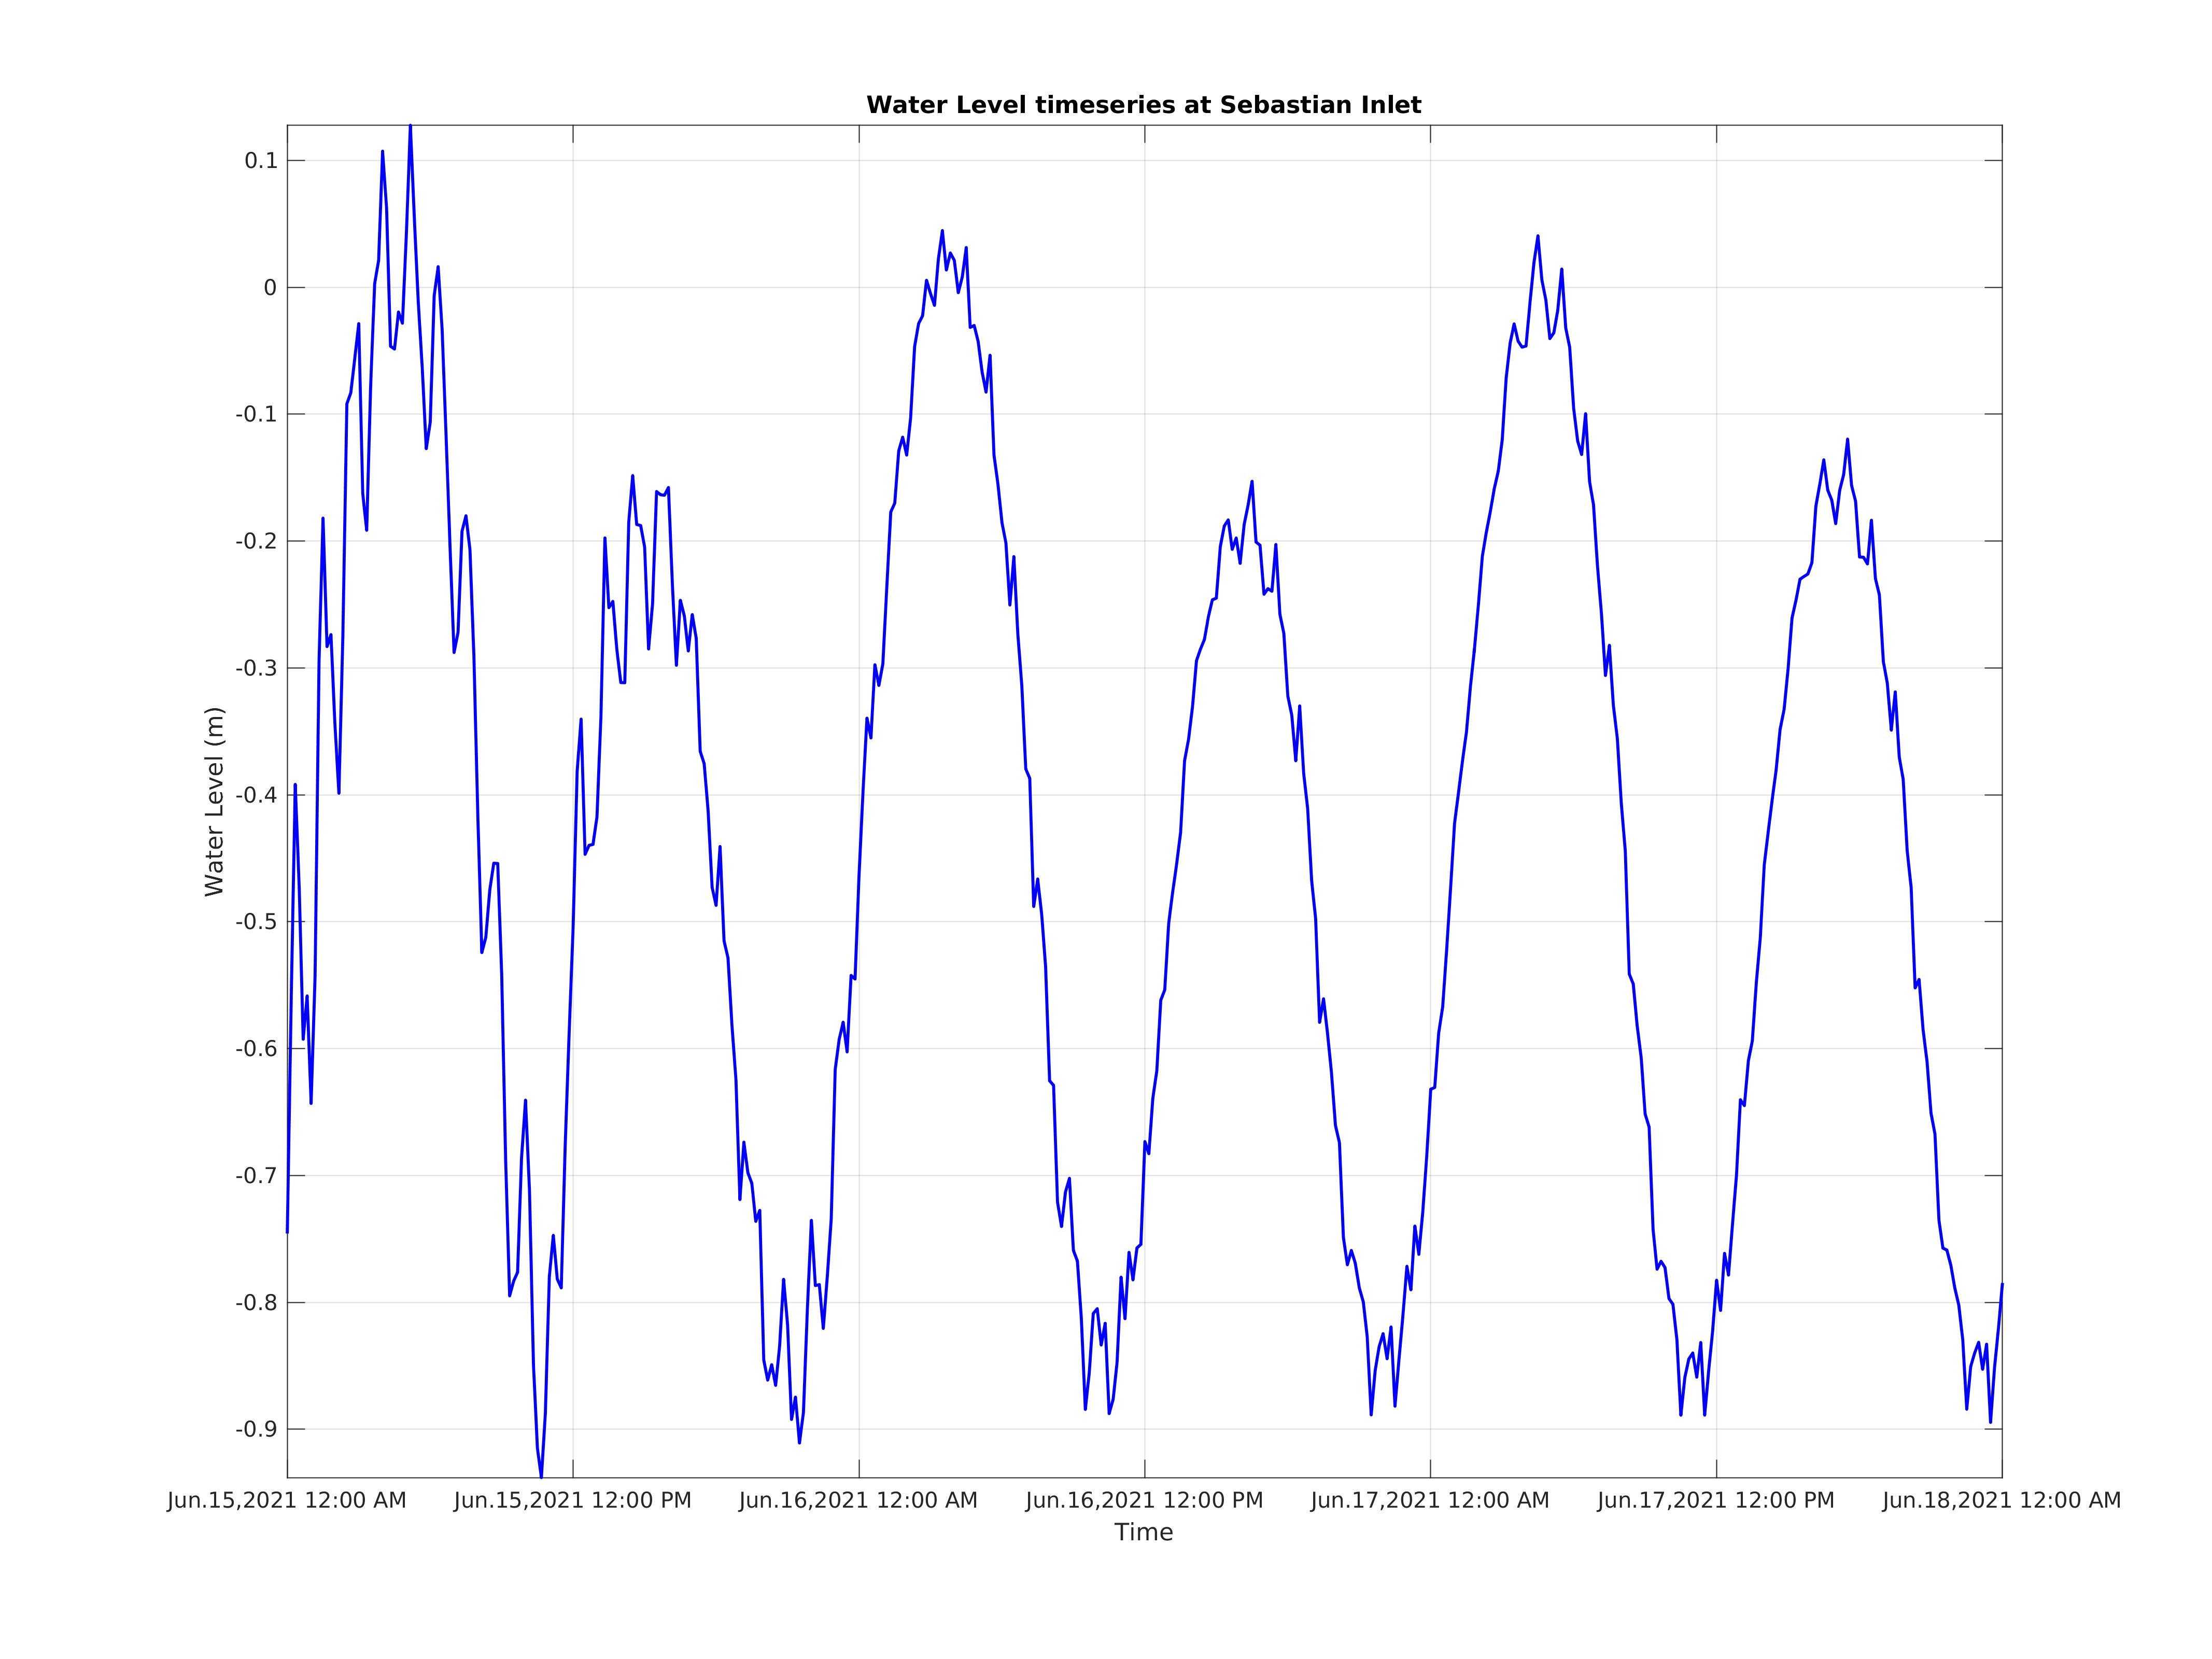 Water Level timeseries at Sebastian Inlet
0.1
0
-0.1
-0.2
-0.3
-0.4
-0.5
-0.6
-0.7
-0.8
-0.9
Water Level (m)
Jun.15,2021 12:00 AM
Jun.15,2021 12:00 PM
Jun.16,2021 12:00 AM
Jun.16,2021 12:00 PM
Jun.17,2021 12:00 AM
Jun.17,2021 12:00 PM
Jun.18,2021 12:00 AM
Time